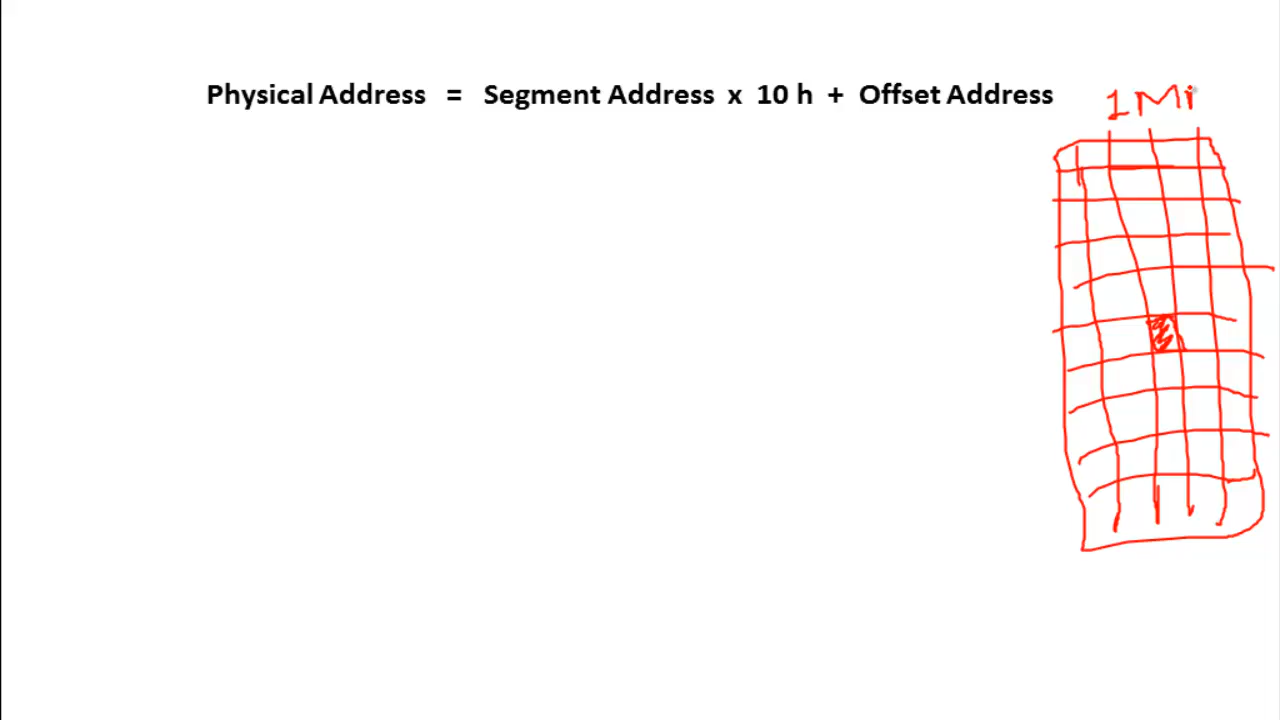 Physical Address = Segment Address x 10 h + Offset Address
1Mi